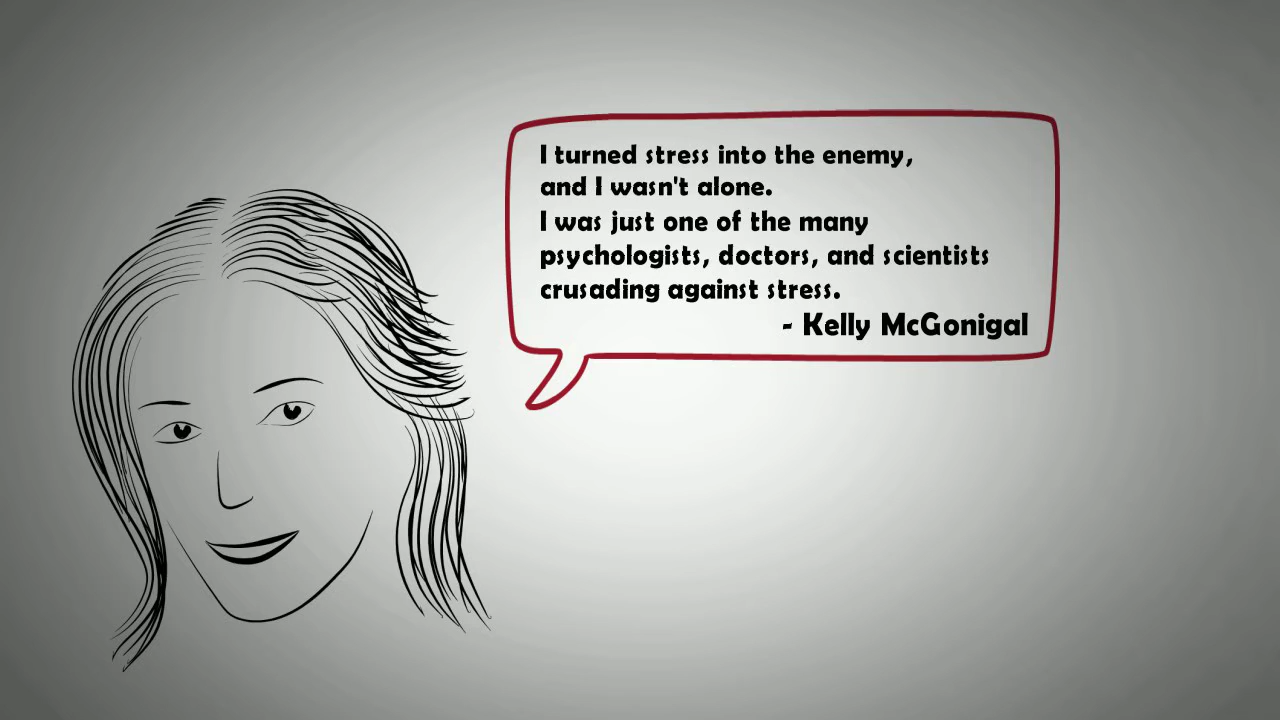 I turned stress into the enemy,
and I wasn't alone.
I was just one of the many
psychologists, doctors, and scientists
crusading against stress.
- Kelly McGonigal